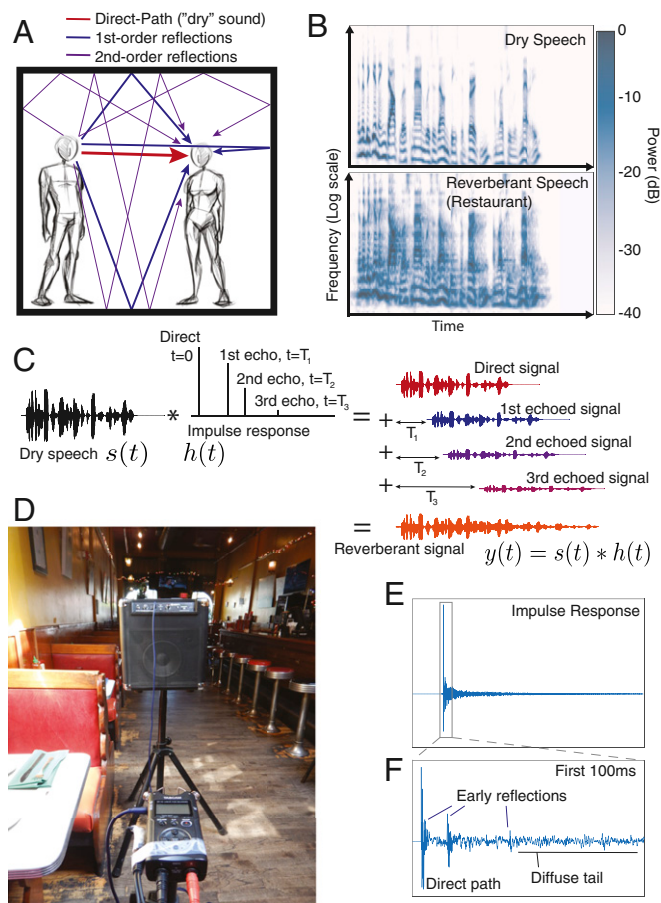 A
Direct-Path ("dry" sound)
1st-order reflections
2nd-order reflections
B
Dry Speech
Reverberant Speech
(Restaurant)
Frequency (Log scale)
Time
0
-10
-20
-30
-40
Power (dB)
C
Direct
t=0
1st echo, t=T₁
2nd echo, t=T₂
3rd echo, t=T₃
Impulse response
h(t)
Dry speech s(t)
*
=
Direct signal
+
T₁
1st echoed signal
+
T₂
2nd echoed signal
+
T₃
3rd echoed signal
=
Reverberant signal
y(t) = s(t) * h(t)
D
E
Impulse Response
F
First 100ms
Early reflections
Direct path
Diffuse tail